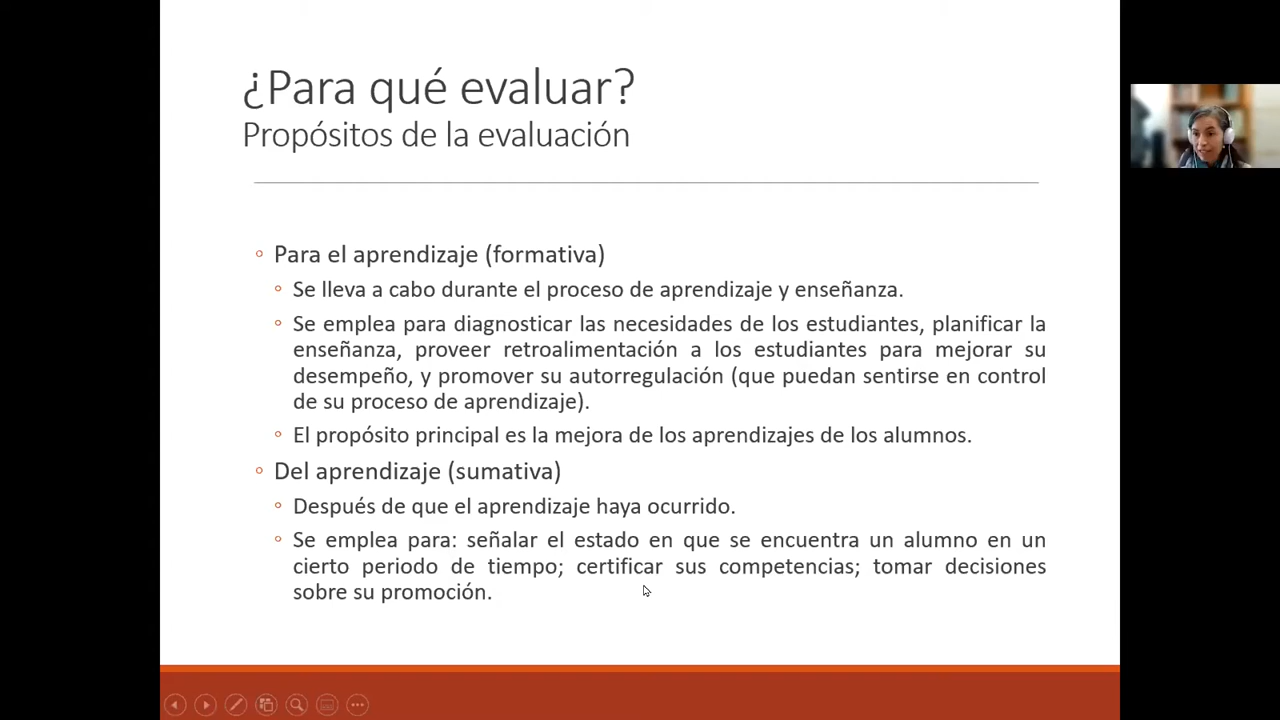 ¿Para qué evaluar?
Propósitos de la evaluación
◦ Para el aprendizaje (formativa)
◦ Se lleva a cabo durante el proceso de aprendizaje y enseñanza.
◦ Se emplea para diagnosticar las necesidades de los estudiantes, planificar la
enseñanza, proveer retroalimentación a los estudiantes para mejorar su
desempeño, y promover su autorregulación (que puedan sentirse en control
de su proceso de aprendizaje).
◦ El propósito principal es la mejora de los aprendizajes de los alumnos.
◦ Del aprendizaje (sumativa)
◦ Después de que el aprendizaje haya ocurrido.
◦ Se emplea para: señalar el estado en que se encuentra un alumno en un
cierto periodo de tiempo; certificar sus competencias; tomar decisiones
sobre su promoción.